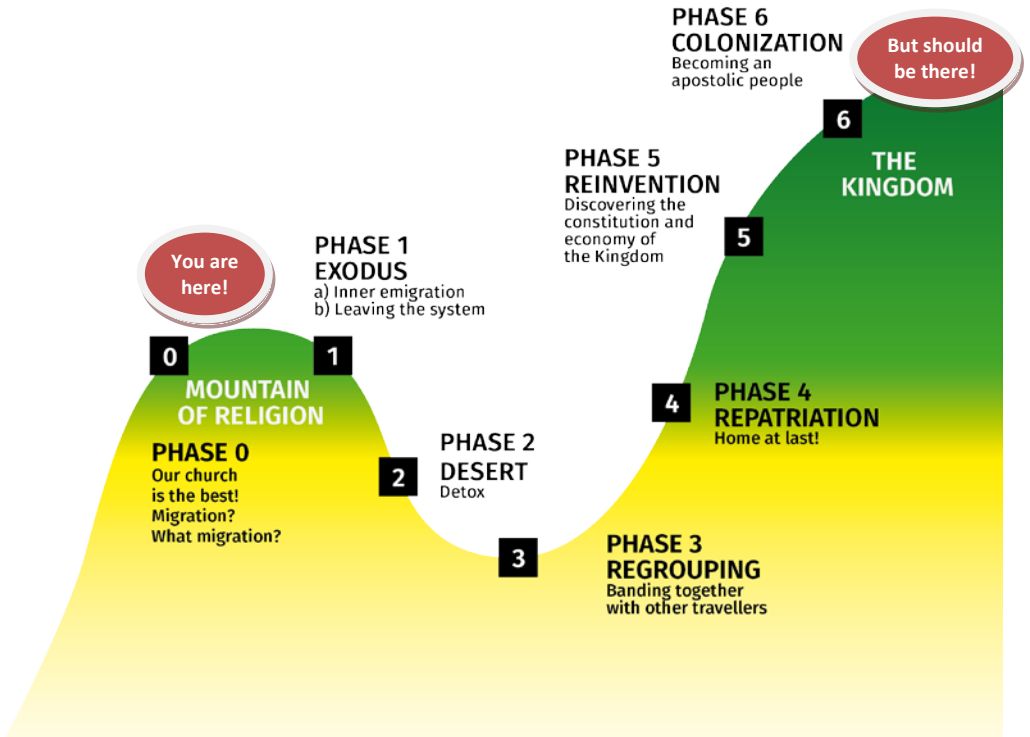 You are
here!
0
MOUNTAIN
OF RELIGION
PHASE 0
Our church
is the best!
Migration?
What migration?
PHASE 1
EXODUS
a) Inner emigration
b) Leaving the system
1
2
PHASE 2
DESERT
Detox
3
PHASE 3
REGROUPING
Banding together
with other travellers
4
PHASE 4
REPATRIATION
Home at last!
PHASE 5
REINVENTION
Discovering the
constitution and
economy of
the Kingdom
5
PHASE 6
COLONIZATION
Becoming an
apostolic people
6
THE
KINGDOM
But should
be there!